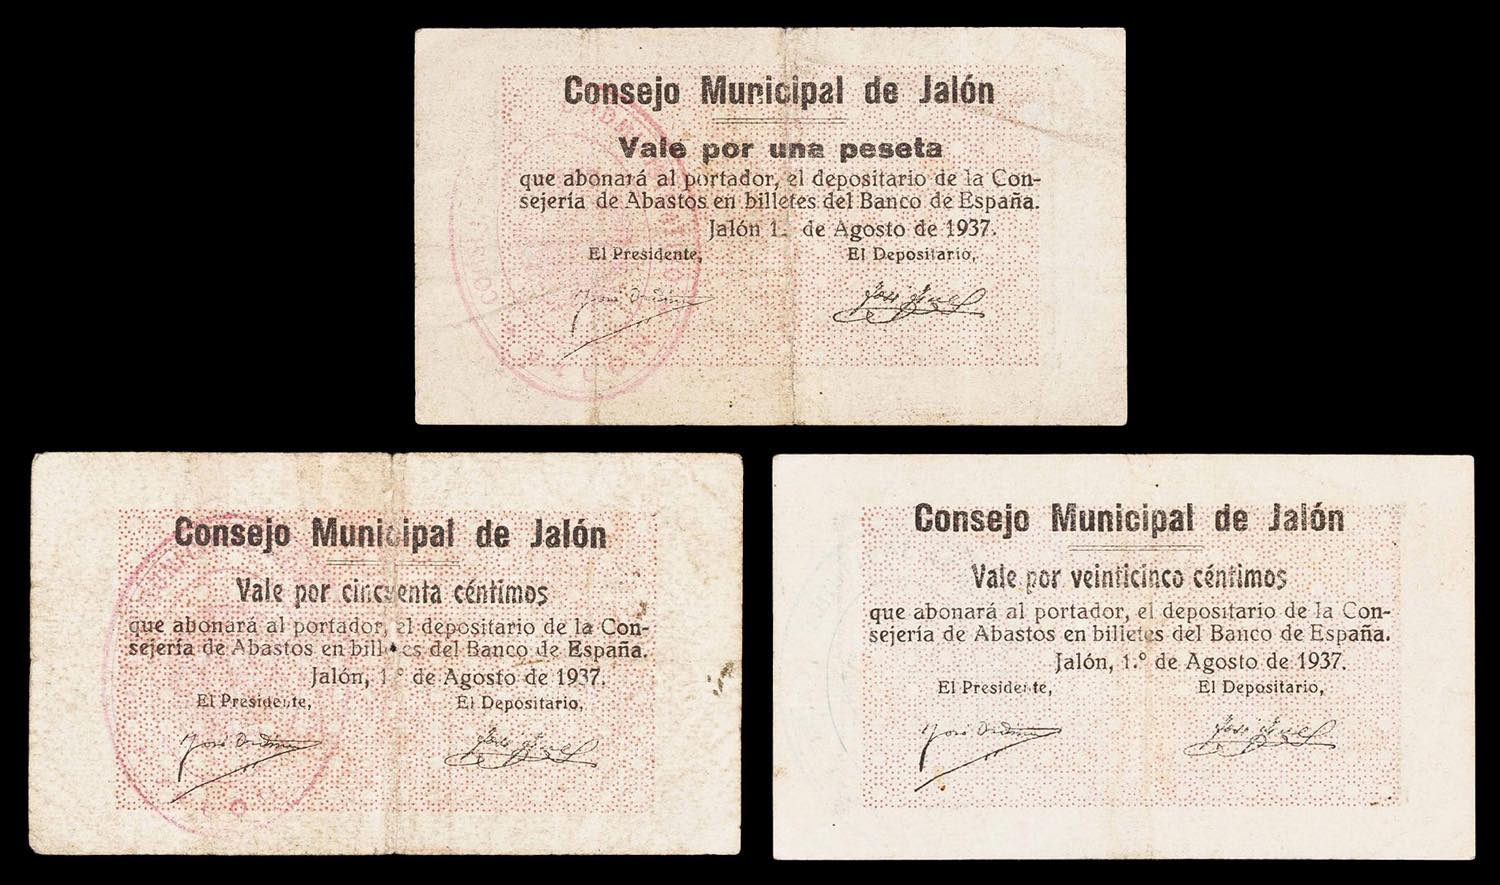 Consejo Municipal de Jalón
Vale por una peseta
que abonará al portador, el depositario de la Con-
sejería de Abastos en billetes del Banco de España.
Jalón 1. de Agosto de 1937.
El Presidente, El Depositario,
Consejo Municipal de Jalón
Vale por cincuenta céntimos
que abonará al portador, el depositario de la Con-
sejería de Abastos en billetes del Banco de España.
Jalón, 1.º de Agosto de 1937.
El Presidente, El Depositario,
Consejo Municipal de Jalón
Vale por veinticinco céntimos
que abonará al portador, el depositario de la Con-
sejería de Abastos en billetes del Banco de España.
Jalón, 1.º de Agosto de 1937.
El Presidente, El Depositario,